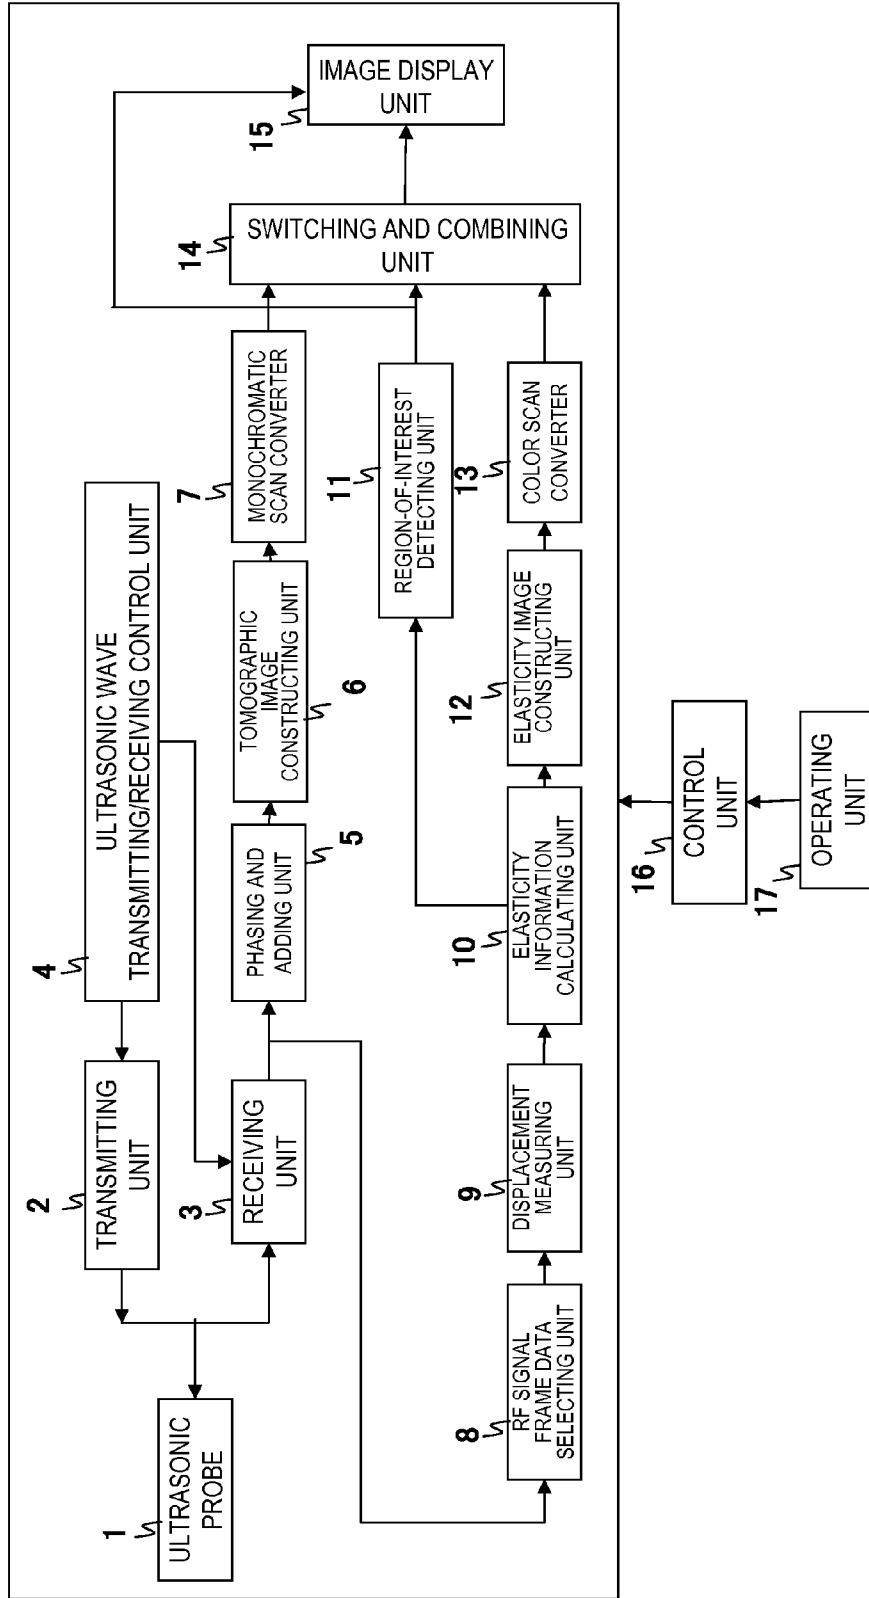 1
ULTRASONIC
PROBE
2
TRANSMITTING
UNIT
4
ULTRASONIC WAVE
TRANSMITTING/RECEIVING CONTROL UNIT
3
RECEIVING
UNIT
PHASING AND
ADDING UNIT
5
TOMOGRAPHIC
IMAGE
CONSTRUCTING UNIT
6
7
MONOCHROMATIC
SCAN CONVERTER
14
SWITCHING AND COMBINING
UNIT
15
IMAGE DISPLAY
UNIT
11
REGION-OF-INTEREST
DETECTING UNIT
8
RF SIGNAL
FRAME DATA
SELECTING UNIT
9
DISPLACEMENT
MEASURING
UNIT
10
ELASTICITY
INFORMATION
CALCULATING UNIT
12
ELASTICITY IMAGE
CONSTRUCTING
UNIT
13
COLOR SCAN
CONVERTER
16
CONTROL
UNIT
17
OPERATING
UNIT